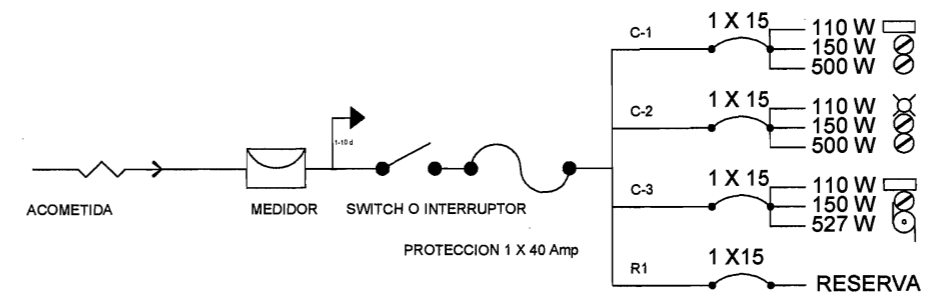 C-1
1 X 15
110 W
150 W
500 W
C-2
1 X 15
110 W
150 W
500 W
1-10 d
C-3
1 X 15
110 W
150 W
527 W
ACOMETIDA
MEDIDOR
SWITCH O INTERRUPTOR
PROTECCION 1 X 40 Amp
R1
1 X15
RESERVA